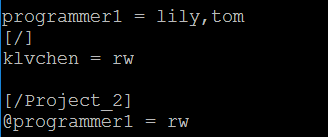 programmer1 = lily,tom
[/]
klvchen = rw
[/Project_2]
@programmer1 = rw